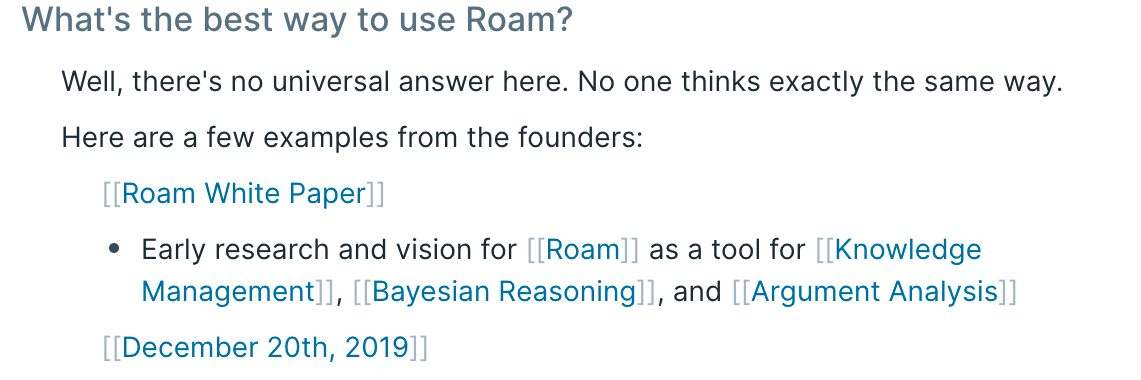 What's the best way to use Roam?
Well, there's no universal answer here. No one thinks exactly the same way.
Here are a few examples from the founders:
[[Roam White Paper]]
• Early research and vision for [[Roam]] as a tool for [[Knowledge
Management]], [[Bayesian Reasoning]], and [[Argument Analysis]]
[[December 20th, 2019]]